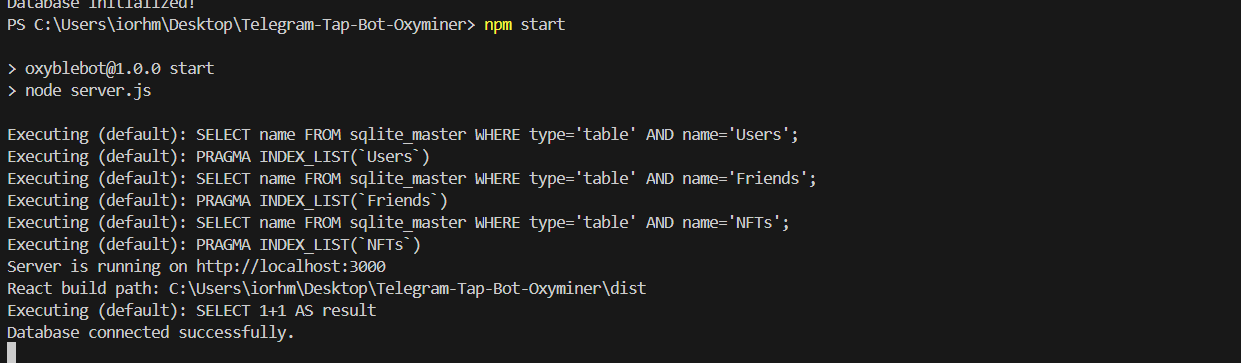 Database initialized!
PS C:\Users\iorhm\Desktop\Telegram-Tap-Bot-Oxyminer> npm start
> oxyblebot@1.0.0 start
> node server.js
Executing (default): SELECT name FROM sqlite_master WHERE type='table' AND name='Users';
Executing (default): PRAGMA INDEX_LIST(`Users`)
Executing (default): SELECT name FROM sqlite_master WHERE type='table' AND name='Friends';
Executing (default): PRAGMA INDEX_LIST(`Friends`)
Executing (default): SELECT name FROM sqlite_master WHERE type='table' AND name='NFTs';
Executing (default): PRAGMA INDEX_LIST(`NFTs`)
Server is running on http://localhost:3000
React build path: C:\Users\iorhm\Desktop\Telegram-Tap-Bot-Oxyminer\dist
Executing (default): SELECT 1+1 AS result
Database connected successfully.